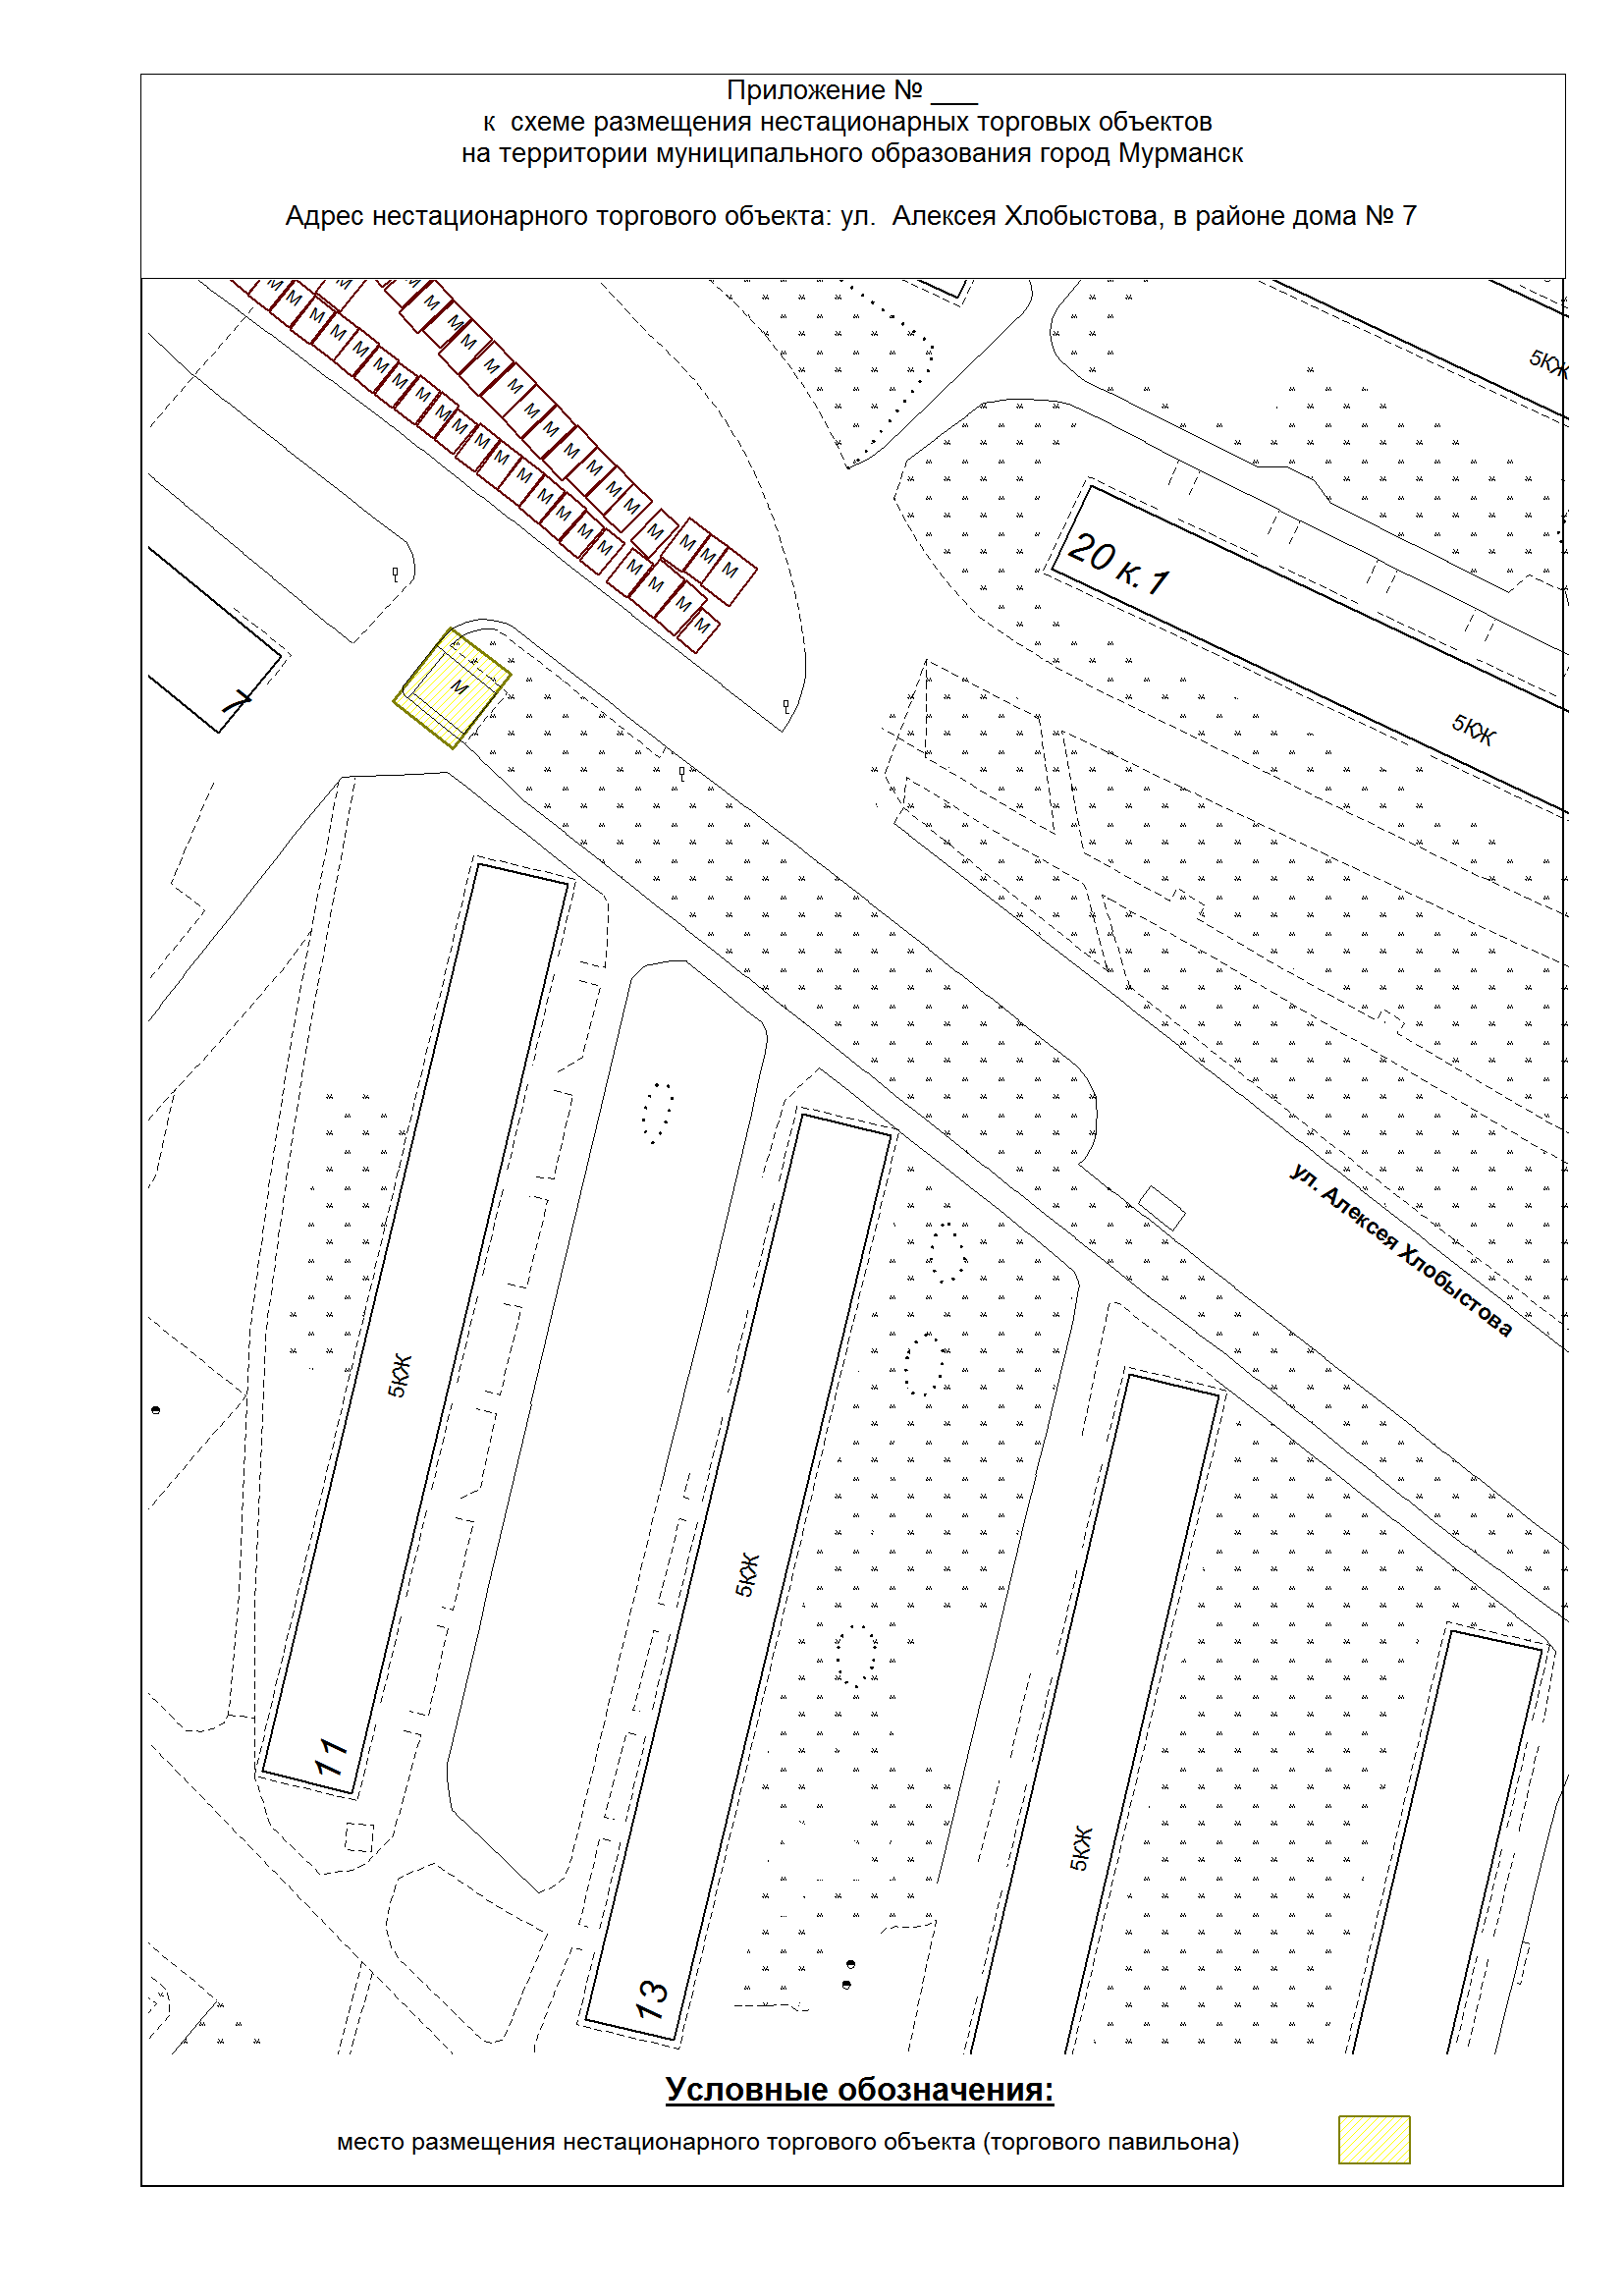 Приложение № ___
к схеме размещения нестационарных торговых объектов
на территории муниципального образования город Мурманск
Адрес нестационарного торгового объекта: ул. Алексея Хлобыстова, в районе дома № 7
М М М М М М М М М М М М М М М М М М М М М
М М М М М М М М М М М М М М М М М М
5КЖ
20 к. 1
М
7
5КЖ
ул. Алексея Хлобыстова
5КЖ
5КЖ
11
5КЖ
13
Условные обозначения:
место размещения нестационарного торгового объекта (торгового павильона)